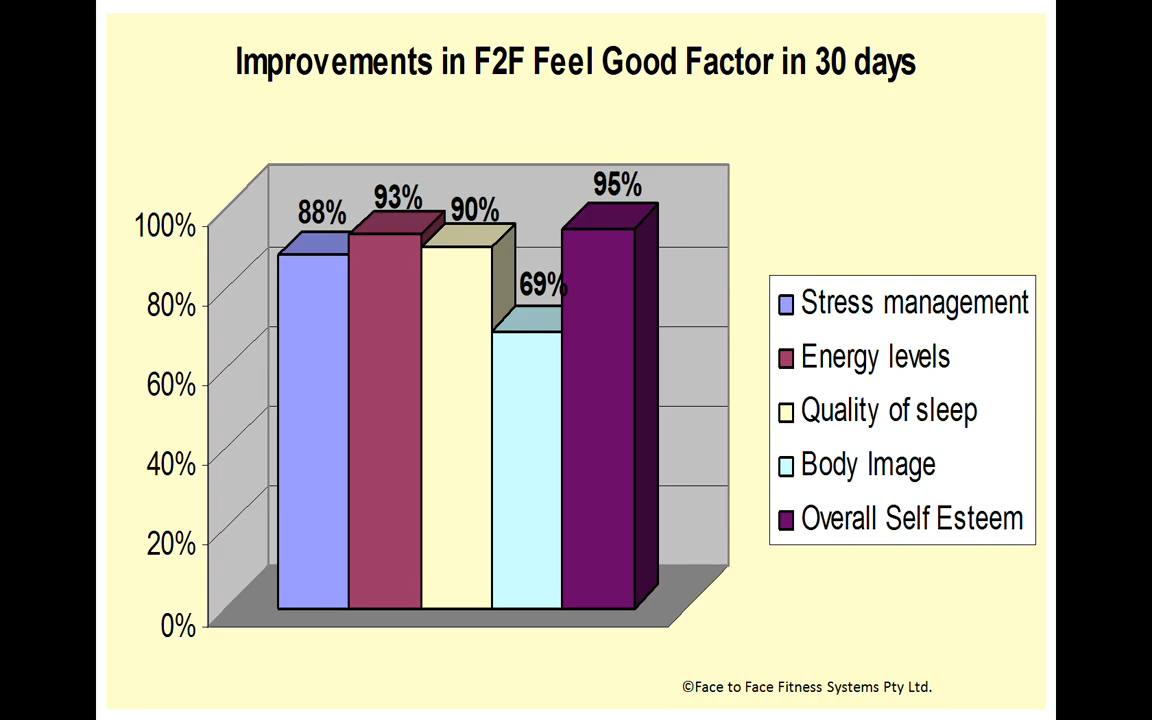 Improvements in F2F Feel Good Factor in 30 days
95%
93%
90%
88%
69%
100%
80%
60%
40%
20%
0%
Stress management
Energy levels
Quality of sleep
Body Image
Overall Self Esteem
©Face to Face Fitness Systems Pty Ltd.